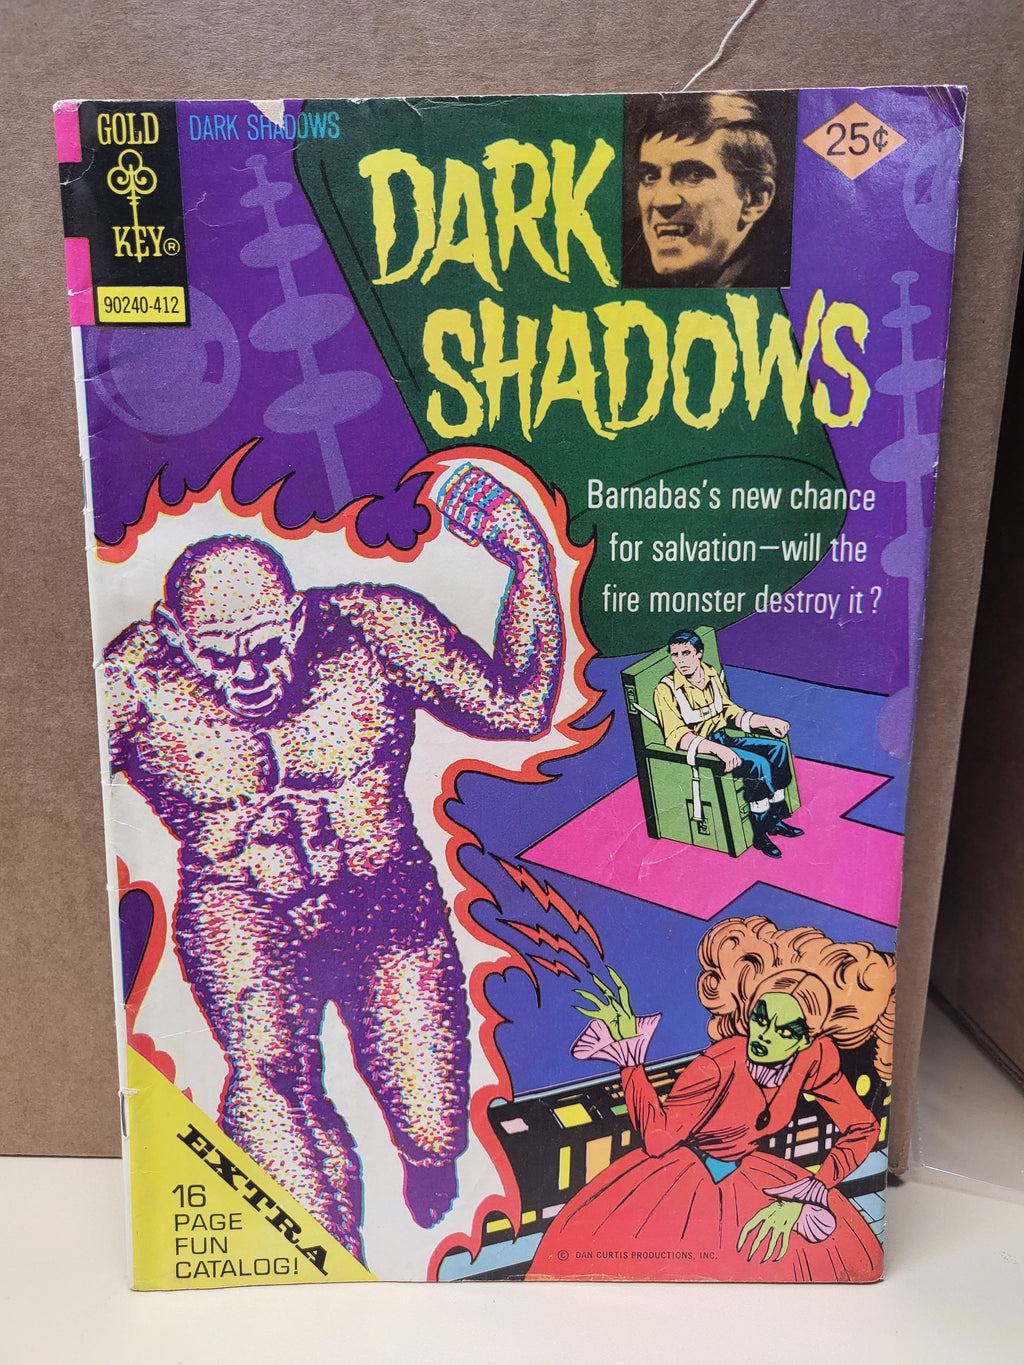 GOLD
KEY®
90240-412
DARK SHADOWS
DARK
SHADOWS
25¢
Barnabas's new chance
for salvation—will the
fire monster destroy it?
EXTRA
16
PAGE
FUN
CATALOG!
© DAN CURTIS PRODUCTIONS, INC.